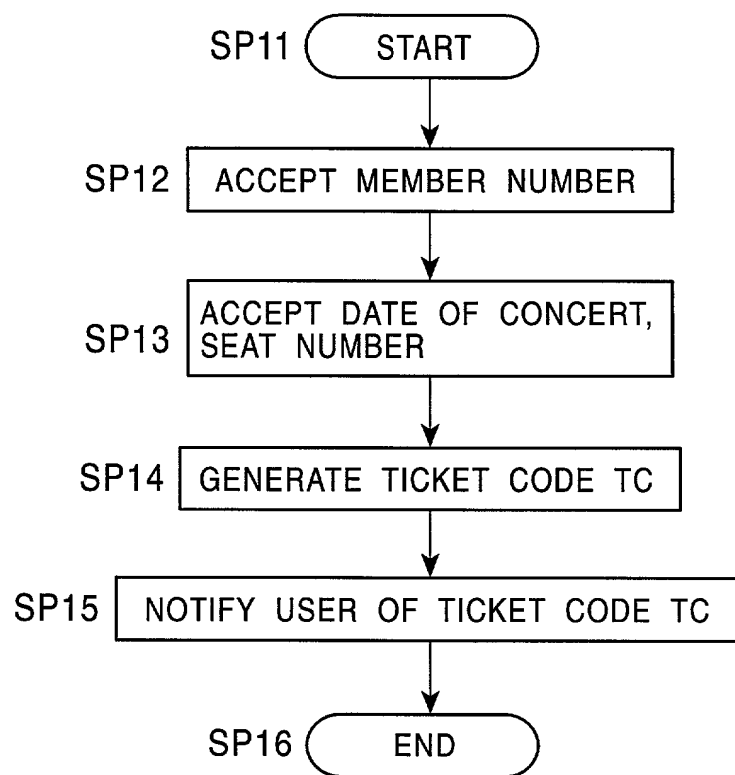 SP11 START
SP12 ACCEPT MEMBER NUMBER
SP13 ACCEPT DATE OF CONCERT,
SEAT NUMBER
SP14 GENERATE TICKET CODE TC
SP15 NOTIFY USER OF TICKET CODE TC
SP16 END